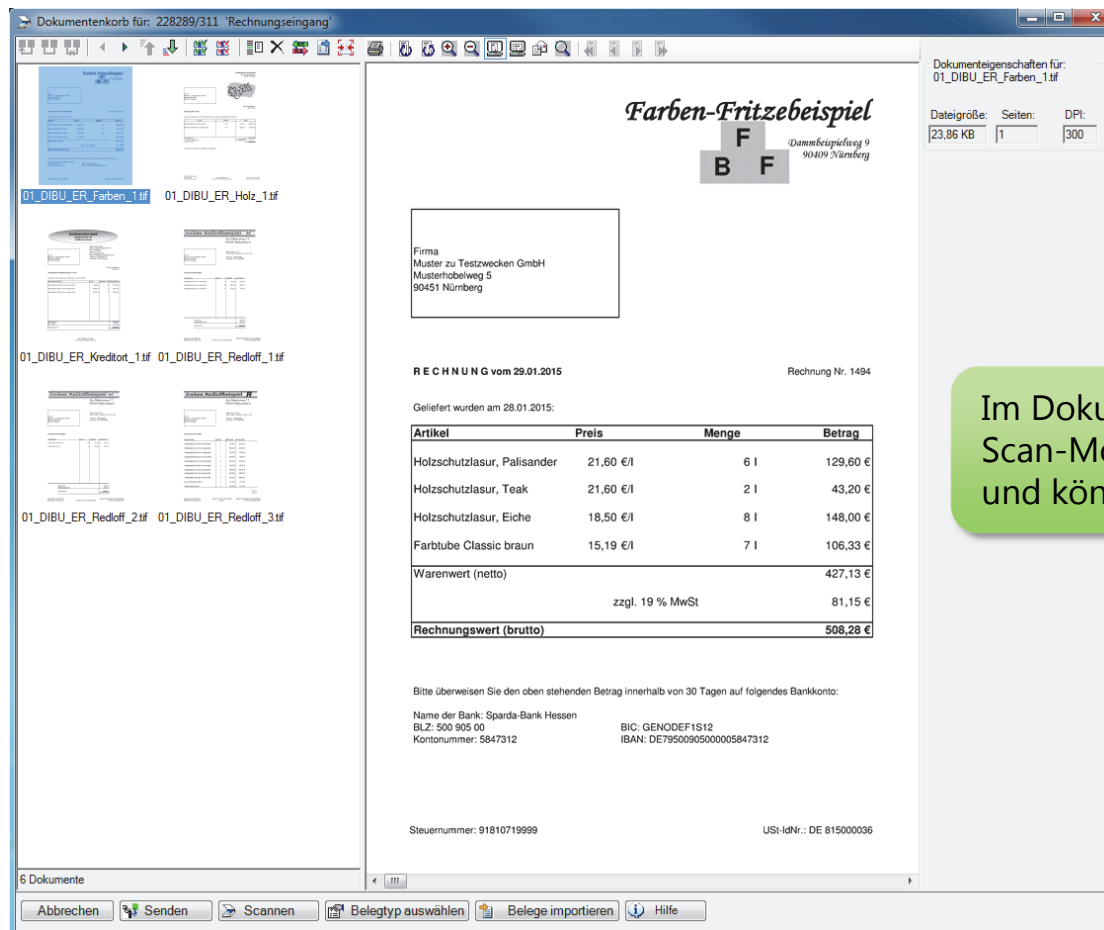 Dokumentenkorb für: 228289/311 'Rechnungseingang'
01_DIBU_ER_Farben_1.tif
01_DIBU_ER_Holz_1.tif
01_DIBU_ER_Kreditort_1.tif
01_DIBU_ER_Redloff_1.tif
01_DIBU_ER_Redloff_2.tif
01_DIBU_ER_Redloff_3.tif
6 Dokumente
Farben-Fritzebeispiel
F
B F
Dammbeispielweg 9
90409 Nürnberg
Firma
Muster zu Testzwecken GmbH
Musterhobelweg 5
90451 Nürnberg
R E C H N U N G vom 29.01.2015 Rechnung Nr. 1494
Geliefert wurden am 28.01.2015:
Artikel Preis Menge Betrag
Holzschutzlasur, Palisander 21,60 €/l 6 l 129,60 €
Holzschutzlasur, Teak 21,60 €/l 2 l 43,20 €
Holzschutzlasur, Eiche 18,50 €/l 8 l 148,00 €
Farbtube Classic braun 15,19 €/l 7 l 106,33 €
Warenwert (netto) 427,13 €
zzgl. 19 % MwSt 81,15 €
Rechnungswert (brutto) 508,28 €
Bitte überweisen Sie den oben stehenden Betrag innerhalb von 30 Tagen auf folgendes Bankkonto:
Name der Bank: Sparda-Bank Hessen
BLZ: 500 905 00 BIC: GENODEF1S12
Kontonummer: 5847312 IBAN: DE79500905000005847312
Steuernummer: 91810719999 USt-IdNr.: DE 815000036
Dokumenteigenschaften für:
01_DIBU_ER_Farben_1.tif
Dateigröße: Seiten: DPI:
23,86 KB 1 300
Im Doku
Scan-Mo
und kön
Abbrechen Senden Scannen Belegtyp auswählen Belege importieren Hilfe